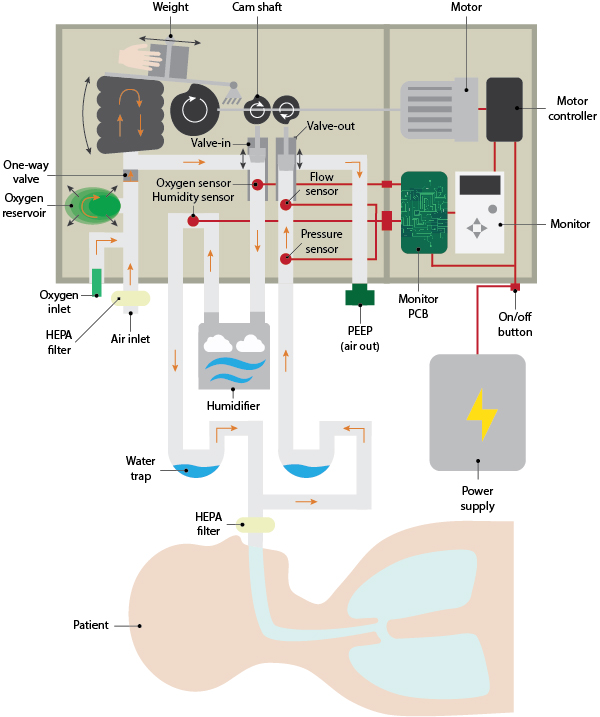 Weight
Cam shaft
Motor
Motor
controller
Valve-in
Valve-out
One-way
valve
Oxygen
reservoir
Oxygen sensor
Humidity sensor
Flow
sensor
Pressure
sensor
Monitor
Oxygen
inlet
HEPA
filter
Air inlet
PEEP
(air out)
Monitor
PCB
On/off
button
Humidifier
Water
trap
Power
supply
HEPA
filter
Patient